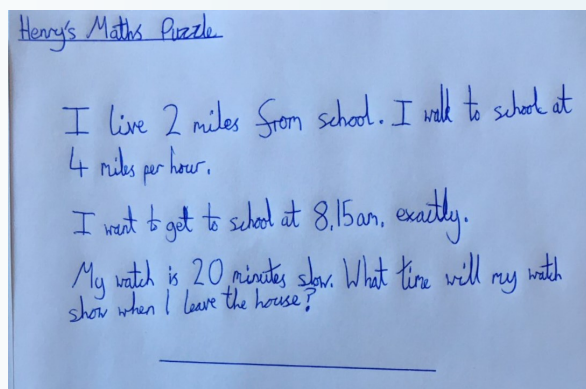 Henry's Maths Puzzle
I live 2 miles from school. I walk to school at
4 miles per hour.
I want to get to school at 8,15am, exactly.
My watch is 20 minutes slow. What time will my watch
show when I leave the house?